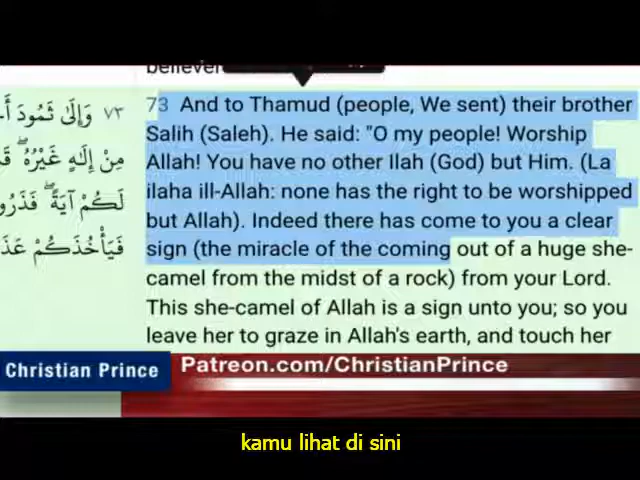 believer
73 And to Thamud (people, We sent) their brother
Salih (Saleh). He said: "O my people! Worship
Allah! You have no other Ilah (God) but Him. (La
ilaha ill-Allah: none has the right to be worshipped
but Allah). Indeed there has come to you a clear
sign (the miracle of the coming out of a huge she-
camel from the midst of a rock) from your Lord.
This she-camel of Allah is a sign unto you; so you
leave her to graze in Allah's earth, and touch her
٧٣ وَإِلَىٰ ثَمُودَ
مِنْ إِلَـٰهٍ غَيْرُهُ ۖ
لَكُمْ آيَةً ۖ
فَيَأْخُذَكُمْ
Christian Prince
Patreon.com/ChristianPrince
kamu lihat di sini